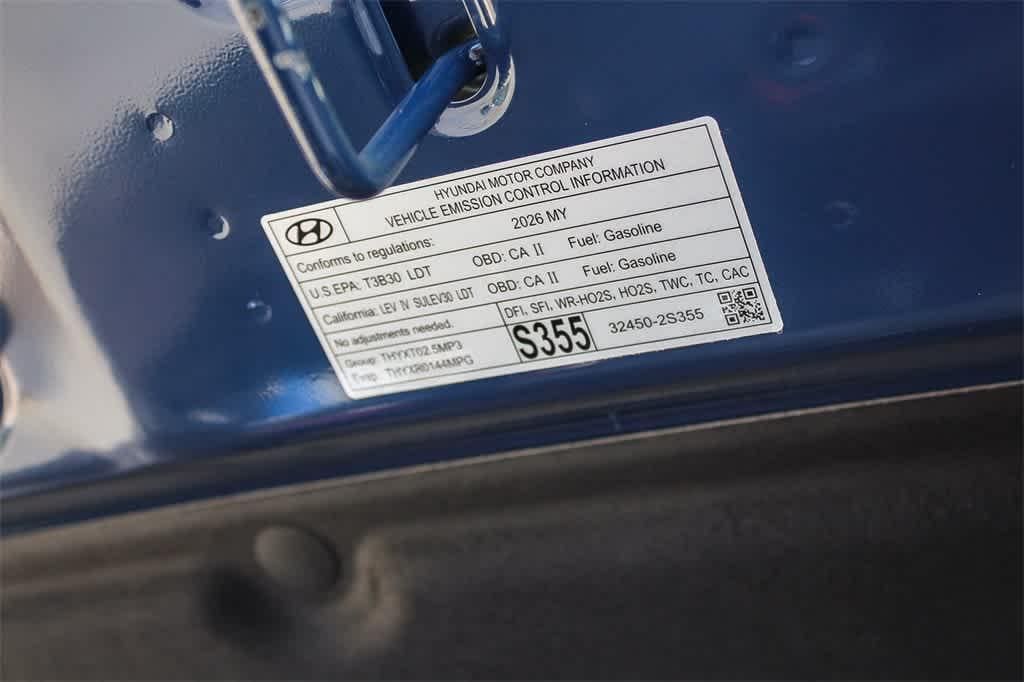 HYUNDAI MOTOR COMPANY
VEHICLE EMISSION CONTROL INFORMATION
Conforms to regulations: 2026 MY
U.S.EPA: T3B30 LDT OBD: CA II Fuel: Gasoline
California: LEV IV SULEV30 LDT OBD: CA II Fuel: Gasoline
No adjustments needed. DFI, SFI, WR-HO2S, HO2S, TWC, TC, CAC
Group: THYXT02.5MP3 S355 32450-2S355
Evap: THYXR0144MPG